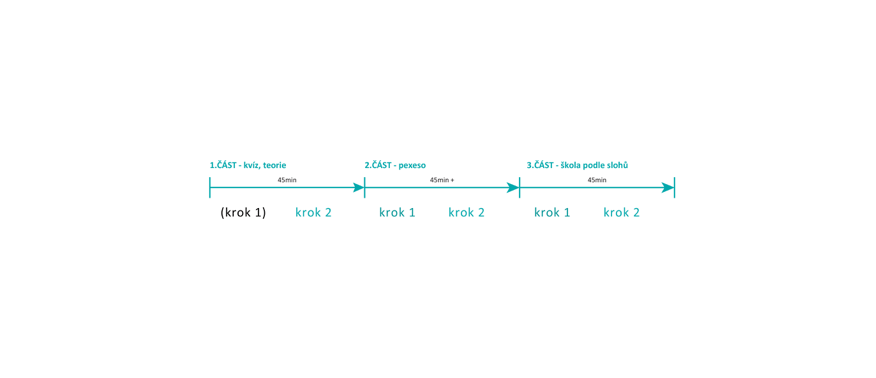 1.ČÁST - kvíz, teorie 2.ČÁST - pexeso 3.ČÁST - škola podle slohů
45min 45min + 45min
(krok 1) krok 2 krok 1 krok 2 krok 1 krok 2